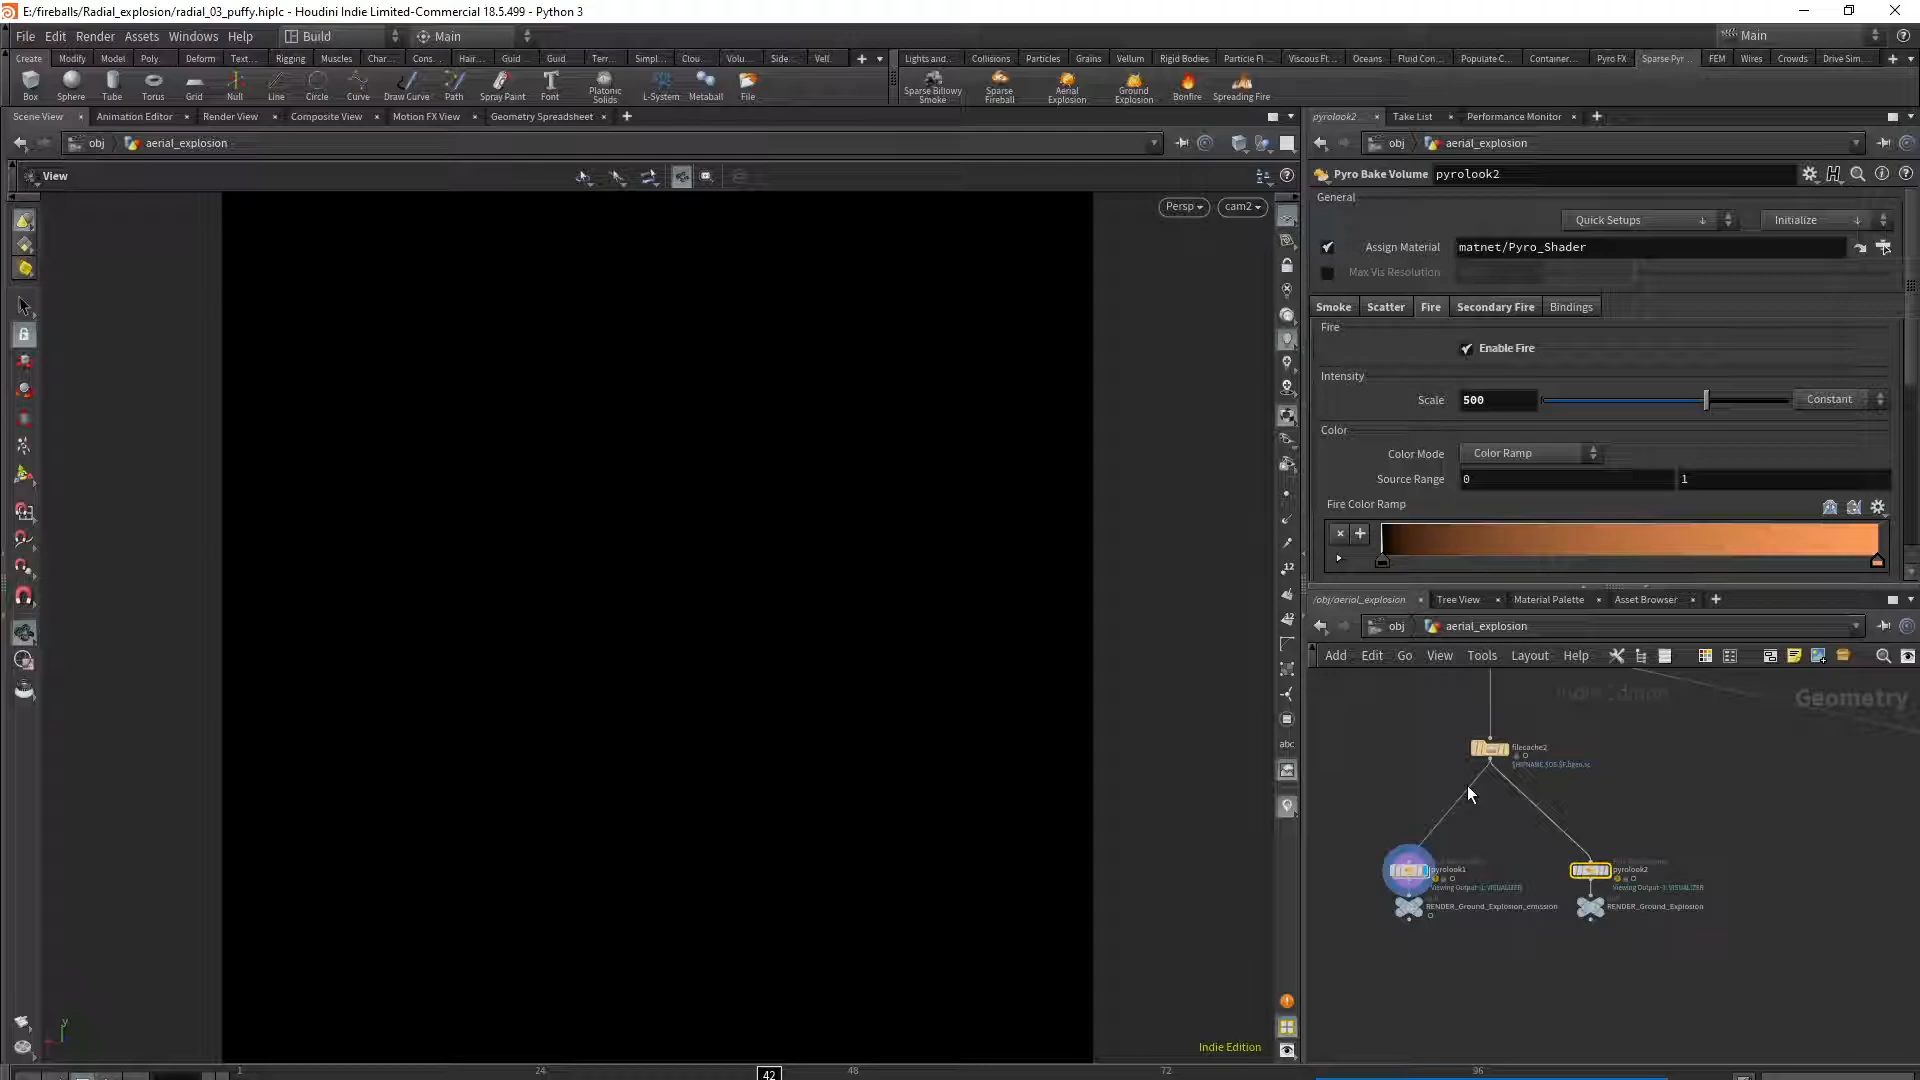 E:/fireballs/Radial_explosion/radial_03_puffy.hiplc - Houdini Indie Limited-Commercial 18.5.499 - Python 3
File Edit Render Assets Windows Help Build Main Main
Create Modify Model Poly... Deform Text... Rigging Muscles Char... Cons... Hair... Guid... Guid... Terr... Simpl... Clou... Volu... Side... Vell... Lights and... Collisions Particles Grains Vellum Rigid Bodies Particle Fl... Viscous Fl... Oceans Fluid Con... Populate C... Container... Pyro FX Sparse Pyr... FEM Wires Crowds Drive Sim...
Box Sphere Tube Torus Grid Null Line Circle Curve Draw Curve Path Spray Paint Font Platonic Solids L-System Metaball File Sparse Billowy Smoke Sparse Fireball Aerial Explosion Ground Explosion Bonfire Spreading Fire
Scene View Animation Editor Render View Composite View Motion FX View Geometry Spreadsheet
obj aerial_explosion
View
Persp cam2
abc
Indie Edition
1 24 42 48 72 96
pyrolook2 Take List Performance Monitor
obj aerial_explosion
Pyro Bake Volume pyrolook2
General
Quick Setups Initialize
Assign Material matnet/Pyro_Shader
Max Vis Resolution
Smoke Scatter Fire Secondary Fire Bindings
Fire
Enable Fire
Intensity
Scale 500 Constant
Color
Color Mode Color Ramp
Source Range 0 1
Fire Color Ramp
/obj/aerial_explosion Tree View Material Palette Asset Browser
obj aerial_explosion
Add Edit Go View Tools Layout Help
Geometry
filecache2
pyrolook1
RENDER_Ground_Explosion_emission
pyrolook2
Viewing Output: 3: VISUALIZER
RENDER_Ground_Explosion